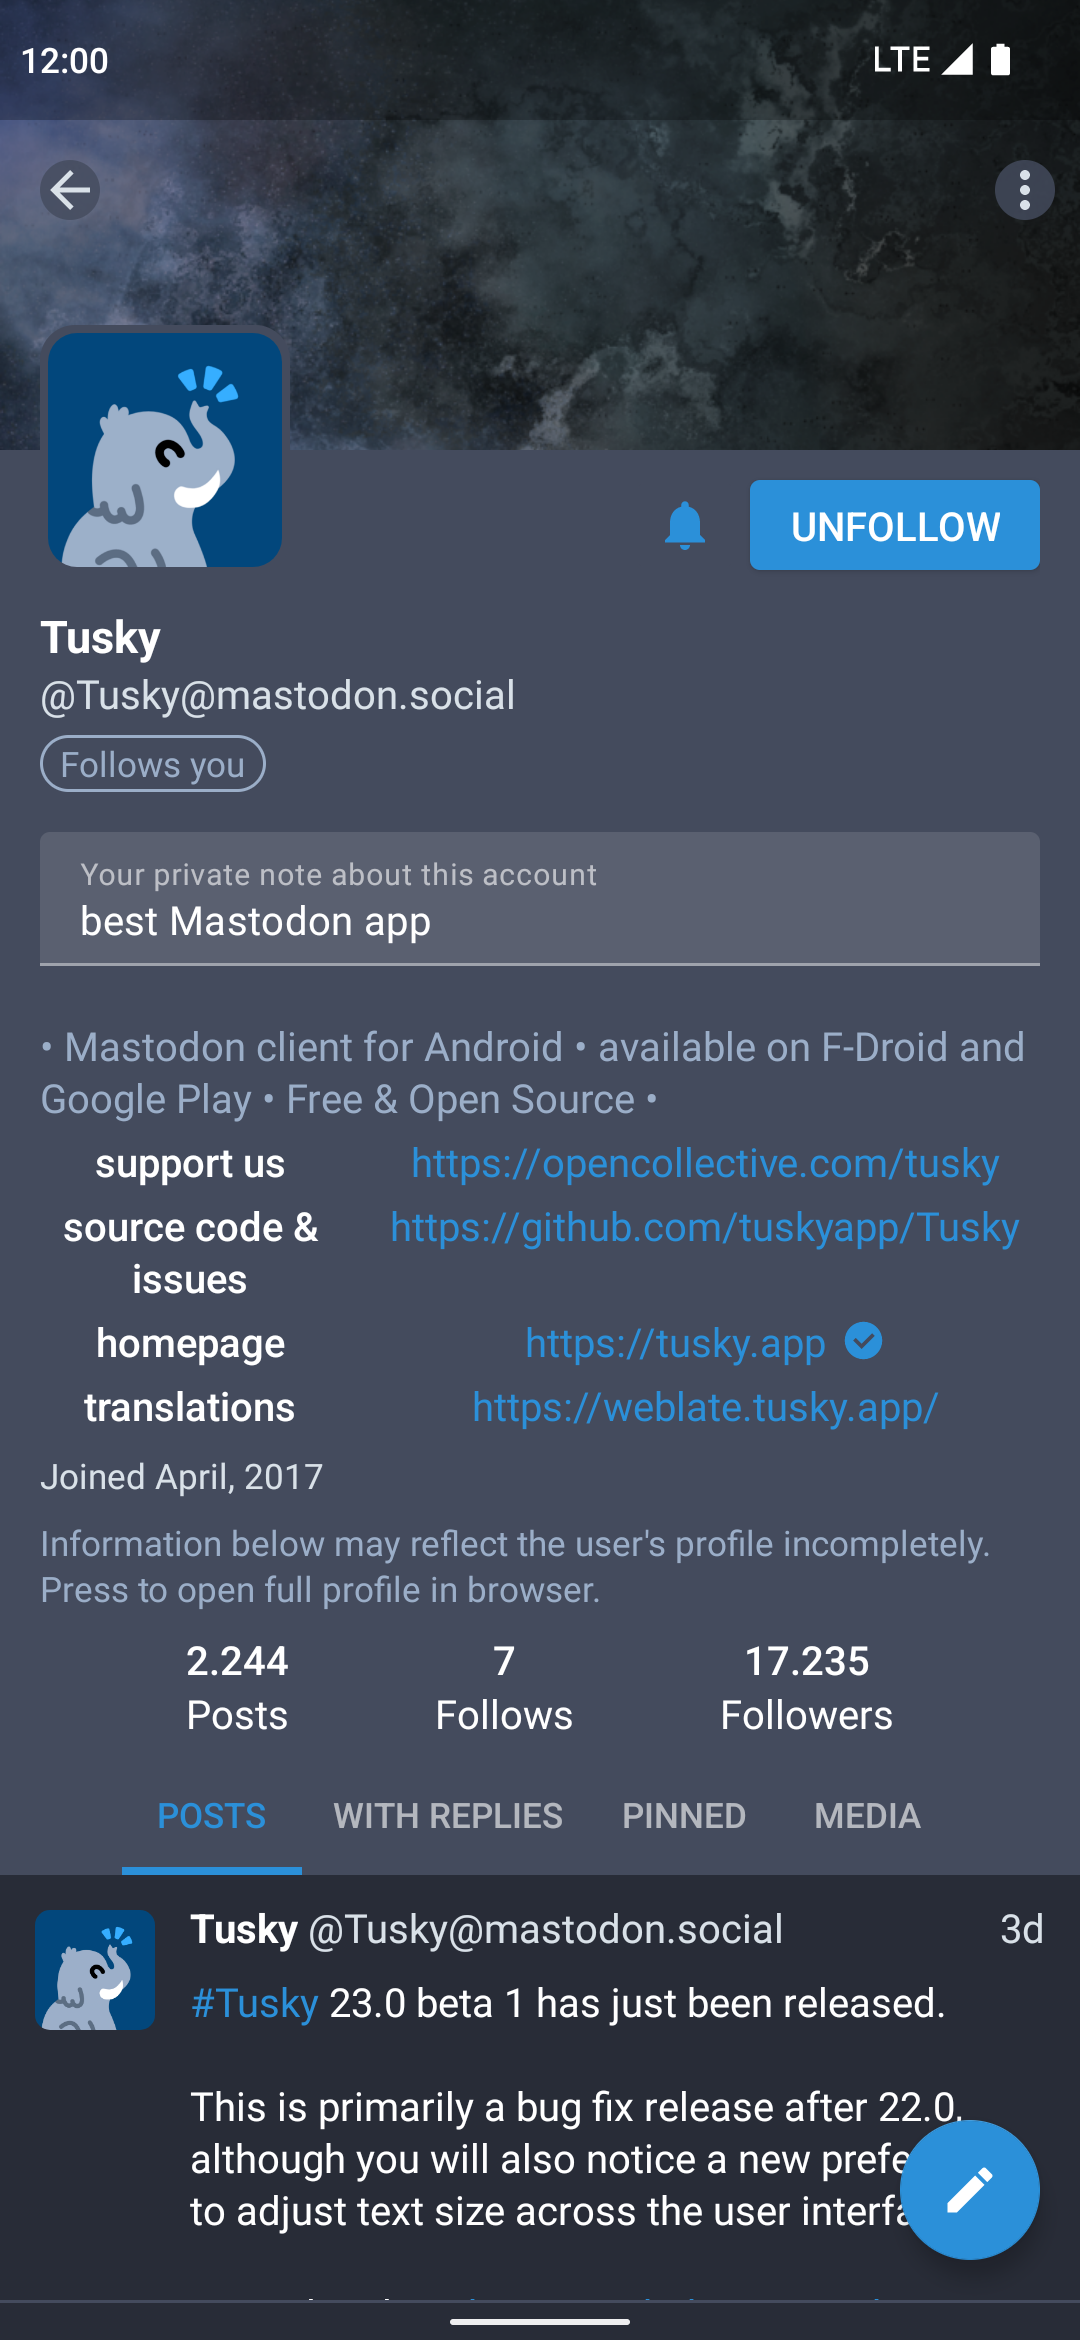 12:00
LTE
UNFOLLOW
Tusky
@Tusky@mastodon.social
Follows you
Your private note about this account
best Mastodon app
• Mastodon client for Android • available on F-Droid and
Google Play • Free & Open Source •
support us https://opencollective.com/tusky
source code & https://github.com/tuskyapp/Tusky
issues
homepage https://tusky.app
translations https://weblate.tusky.app/
Joined April, 2017
Information below may reflect the user's profile incompletely.
Press to open full profile in browser.
2.244 7 17.235
Posts Follows Followers
POSTS WITH REPLIES PINNED MEDIA
Tusky @Tusky@mastodon.social 3d
#Tusky 23.0 beta 1 has just been released.
This is primarily a bug fix release after 22.0,
although you will also notice a new
to adjust text size across the user